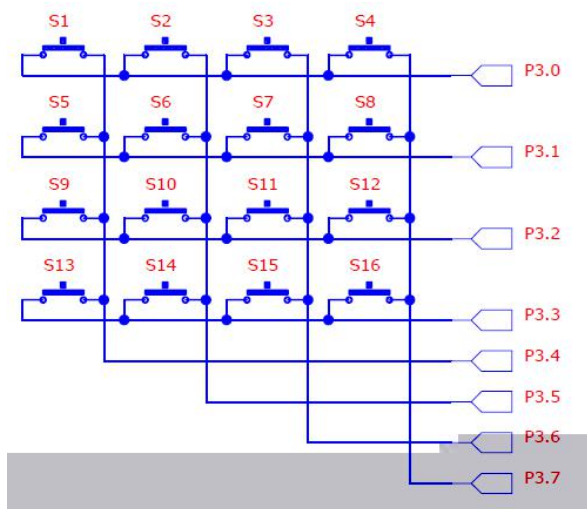 S1 S2 S3 S4
P3.0
S5 S6 S7 S8
P3.1
S9 S10 S11 S12
P3.2
S13 S14 S15 S16
P3.3
P3.4
P3.5
P3.6
P3.7